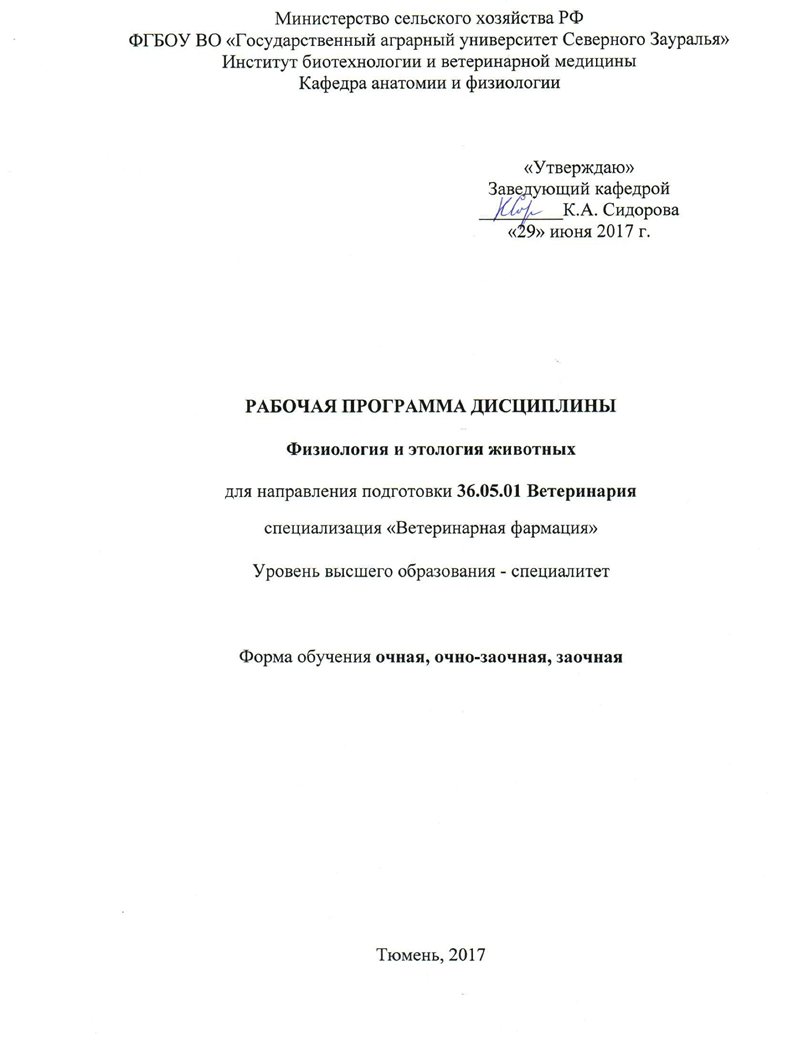 Министерство сельского хозяйства РФ
ФГБОУ ВО «Государственный аграрный университет Северного Зауралья»
Институт биотехнологии и ветеринарной медицины
Кафедра анатомии и физиологии
«Утверждаю»
Заведующий кафедрой
К.А. Сидорова
«29» июня 2017 г.
РАБОЧАЯ ПРОГРАММА ДИСЦИПЛИНЫ
Физиология и этология животных
для направления подготовки 36.05.01 Ветеринария
специализация «Ветеринарная фармация»
Уровень высшего образования - специалитет
Форма обучения очная, очно-заочная, заочная
Тюмень, 2017